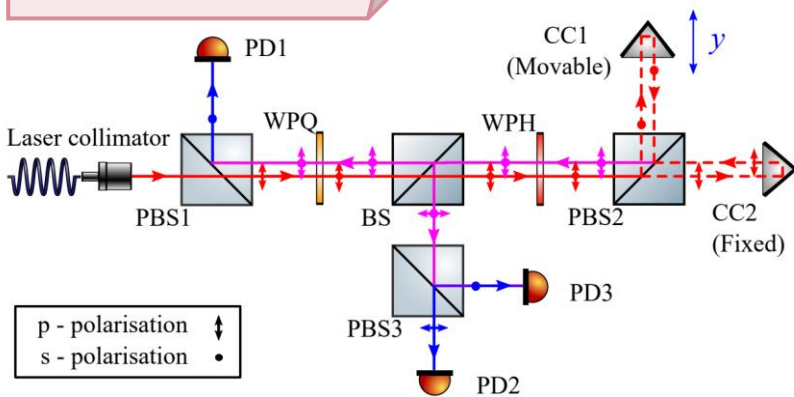 PD1
CC1
(Movable)
y
Laser collimator
WPQ
WPH
PBS1
BS
PBS2
CC2
(Fixed)
PBS3
PD3
p - polarisation
s - polarisation
PD2